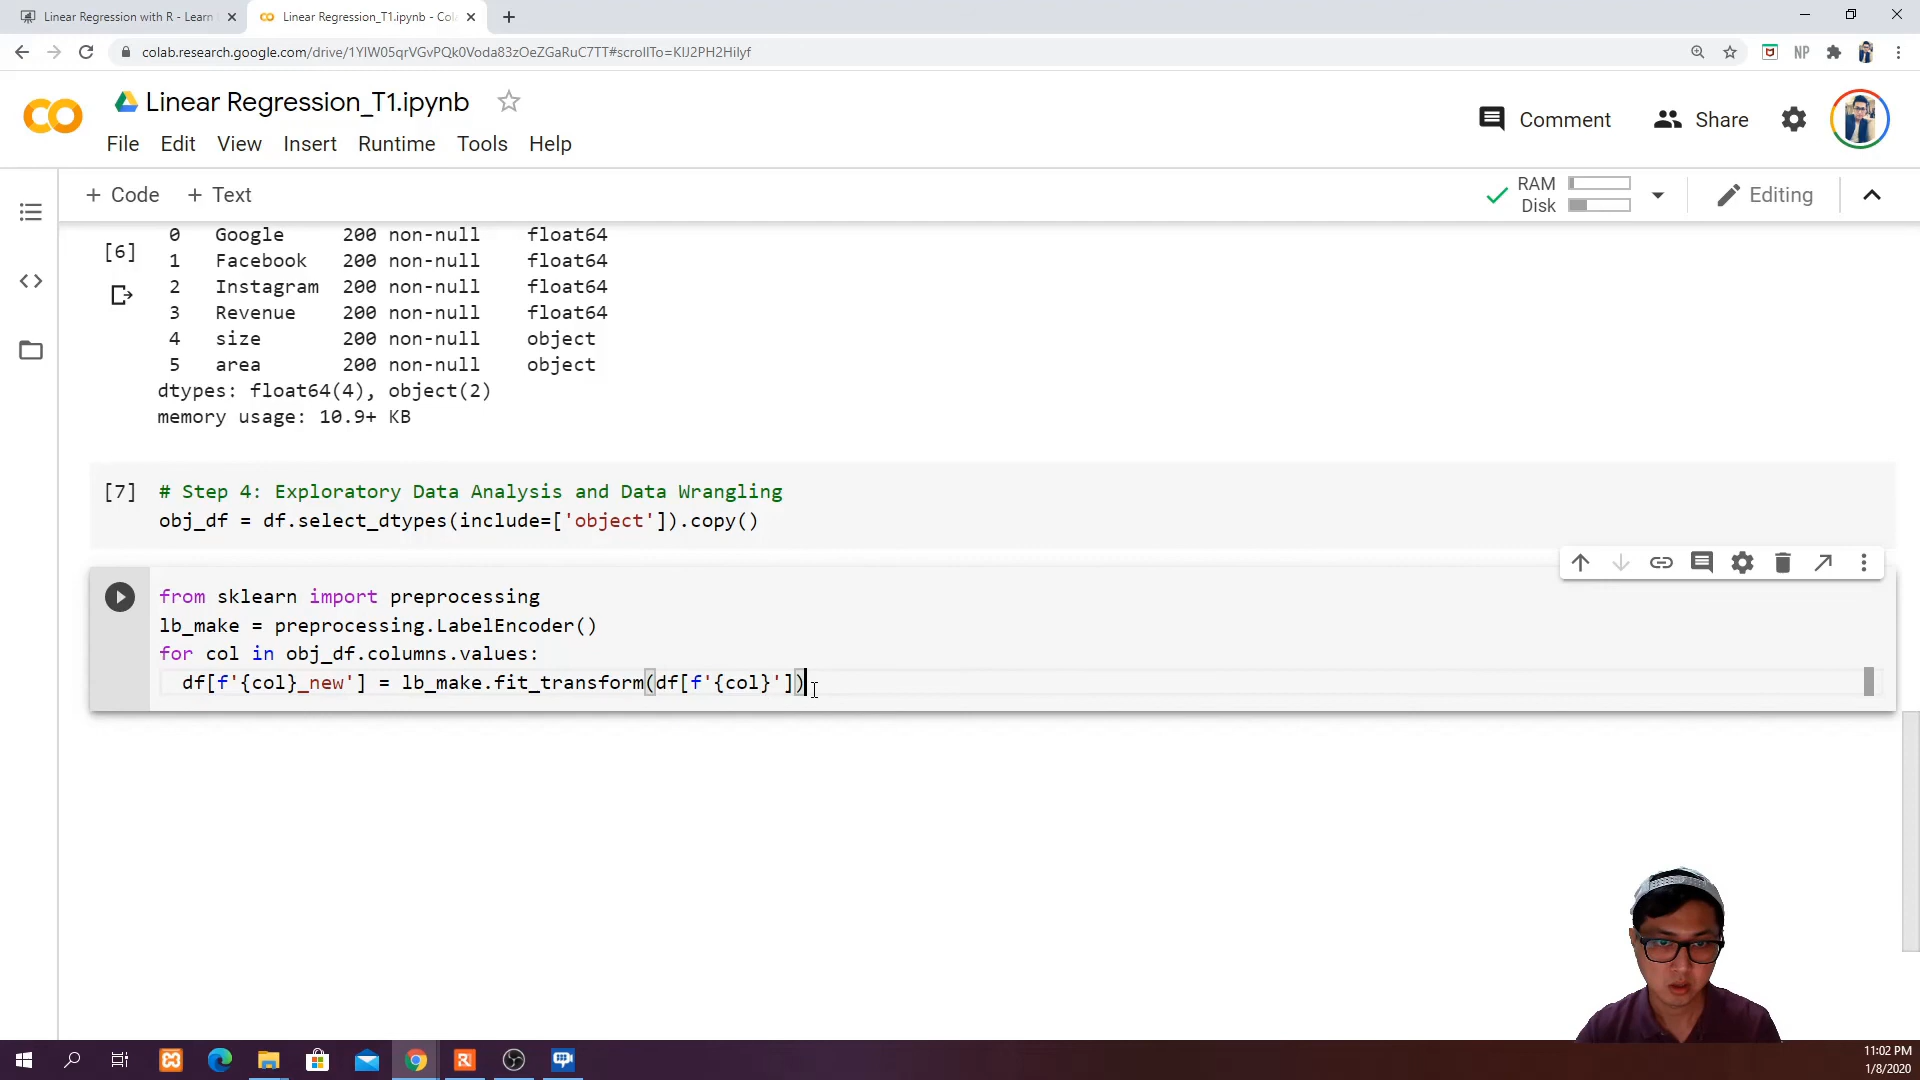 Linear Regression with R - Learn
Linear Regression_T1.ipynb - Col
colab.research.google.com/drive/1YIW05qrVGvPQk0Voda83zOeZGaRuC7TT#scrollTo=KIJ2PH2Hilyf
NP
Linear Regression_T1.ipynb
File Edit View Insert Runtime Tools Help
Comment
Share
+ Code + Text
RAM
Disk
Editing
[6]
0 Google 200 non-null float64
1 Facebook 200 non-null float64
2 Instagram 200 non-null float64
3 Revenue 200 non-null float64
4 size 200 non-null object
5 area 200 non-null object
dtypes: float64(4), object(2)
memory usage: 10.9+ KB
[7] # Step 4: Exploratory Data Analysis and Data Wrangling
obj_df = df.select_dtypes(include=['object']).copy()
from sklearn import preprocessing
lb_make = preprocessing.LabelEncoder()
for col in obj_df.columns.values:
df[f'{col}_new'] = lb_make.fit_transform(df[f'{col}'])
11:02 PM
1/8/2020